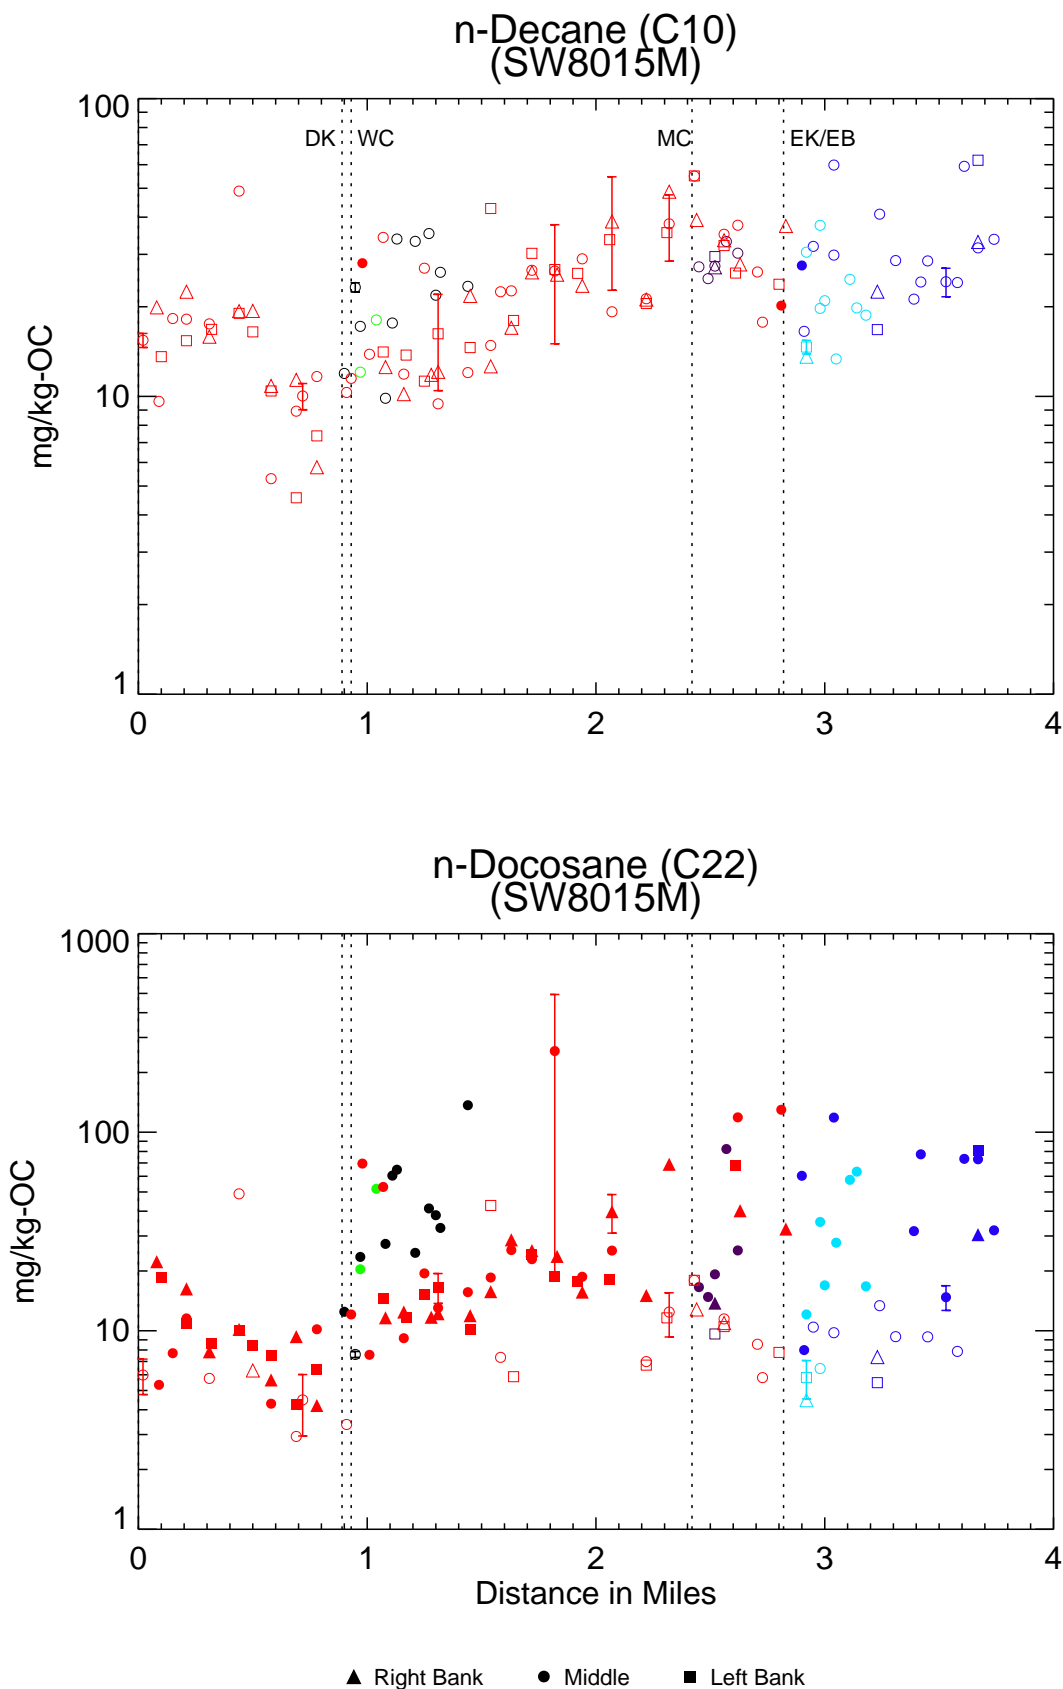 n-Decane (C10)
(SW8015M)
100
DK WC MC EK/EB
10
mg/kg-OC
1
0 1 2 3 4
n-Docosane (C22)
(SW8015M)
1000
100
mg/kg-OC
10
1
0 1 2 3 4
Distance in Miles
Right Bank Middle Left Bank